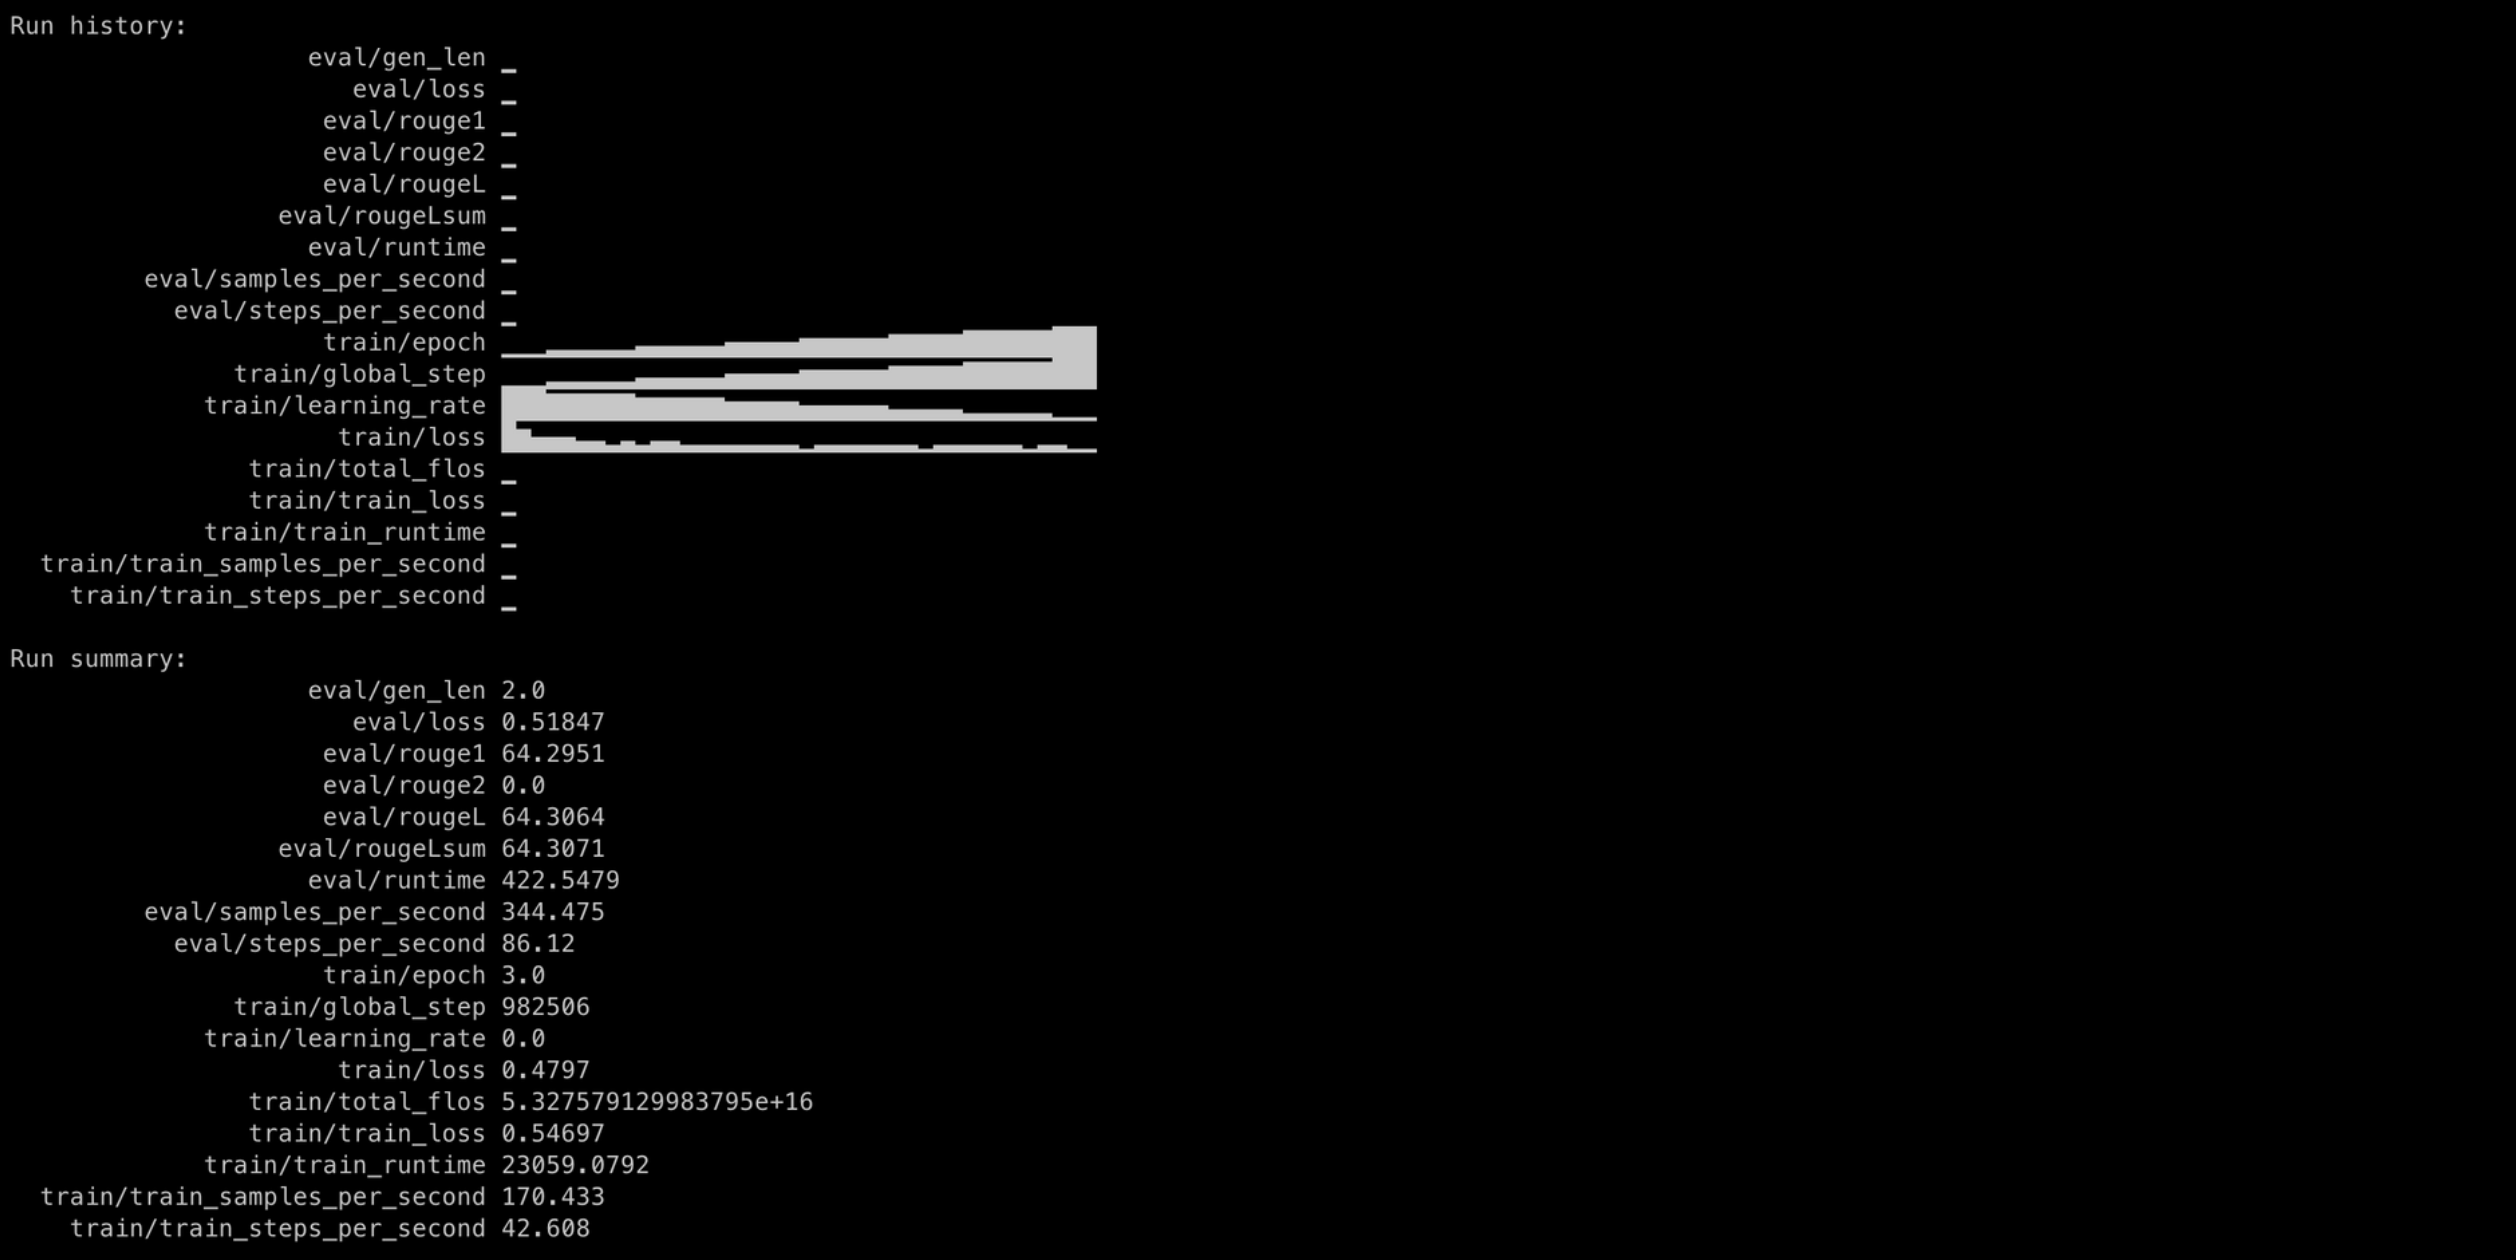 Run history:
eval/gen_len ▁
eval/loss ▁
eval/rouge1 ▁
eval/rouge2 ▁
eval/rougeL ▁
eval/rougeLsum ▁
eval/runtime ▁
eval/samples_per_second ▁
eval/steps_per_second ▁
train/epoch
train/global_step
train/learning_rate
train/loss
train/total_flos ▁
train/train_loss ▁
train/train_runtime ▁
train/train_samples_per_second ▁
train/train_steps_per_second ▁
Run summary:
eval/gen_len 2.0
eval/loss 0.51847
eval/rouge1 64.2951
eval/rouge2 0.0
eval/rougeL 64.3064
eval/rougeLsum 64.3071
eval/runtime 422.5479
eval/samples_per_second 344.475
eval/steps_per_second 86.12
train/epoch 3.0
train/global_step 982506
train/learning_rate 0.0
train/loss 0.4797
train/total_flos 5.327579129983795e+16
train/train_loss 0.54697
train/train_runtime 23059.0792
train/train_samples_per_second 170.433
train/train_steps_per_second 42.608